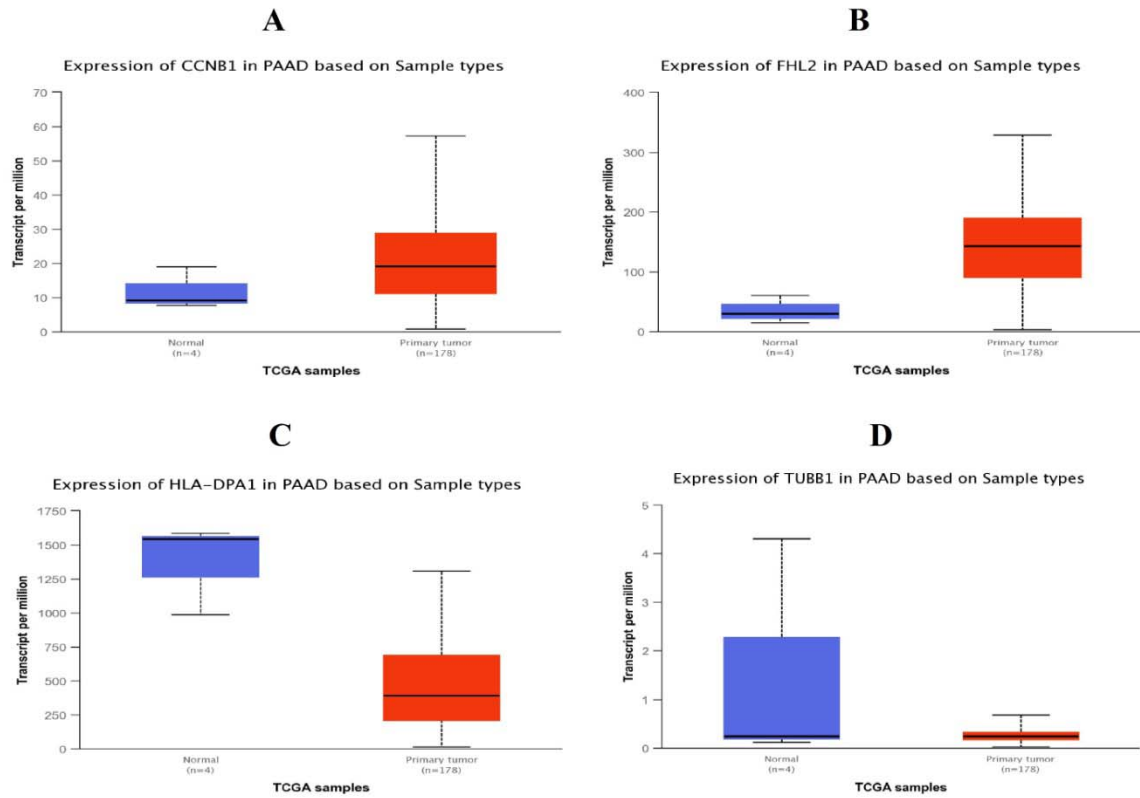 A
Expression of CCNB1 in PAAD based on Sample types
70
60
50
40
30
20
10
0
Transcript per million
Normal
(n=4)
Primary tumor
(n=178)
TCGA samples
B
Expression of FHL2 in PAAD based on Sample types
400
300
200
100
0
Transcript per million
Normal
(n=4)
Primary tumor
(n=178)
TCGA samples
C
Expression of HLA-DPA1 in PAAD based on Sample types
1750
1500
1250
1000
750
500
250
0
Transcript per million
Normal
(n=4)
Primary tumor
(n=178)
TCGA samples
D
Expression of TUBB1 in PAAD based on Sample types
5
4
3
2
1
0
Transcript per million
Normal
(n=4)
Primary tumor
(n=178)
TCGA samples